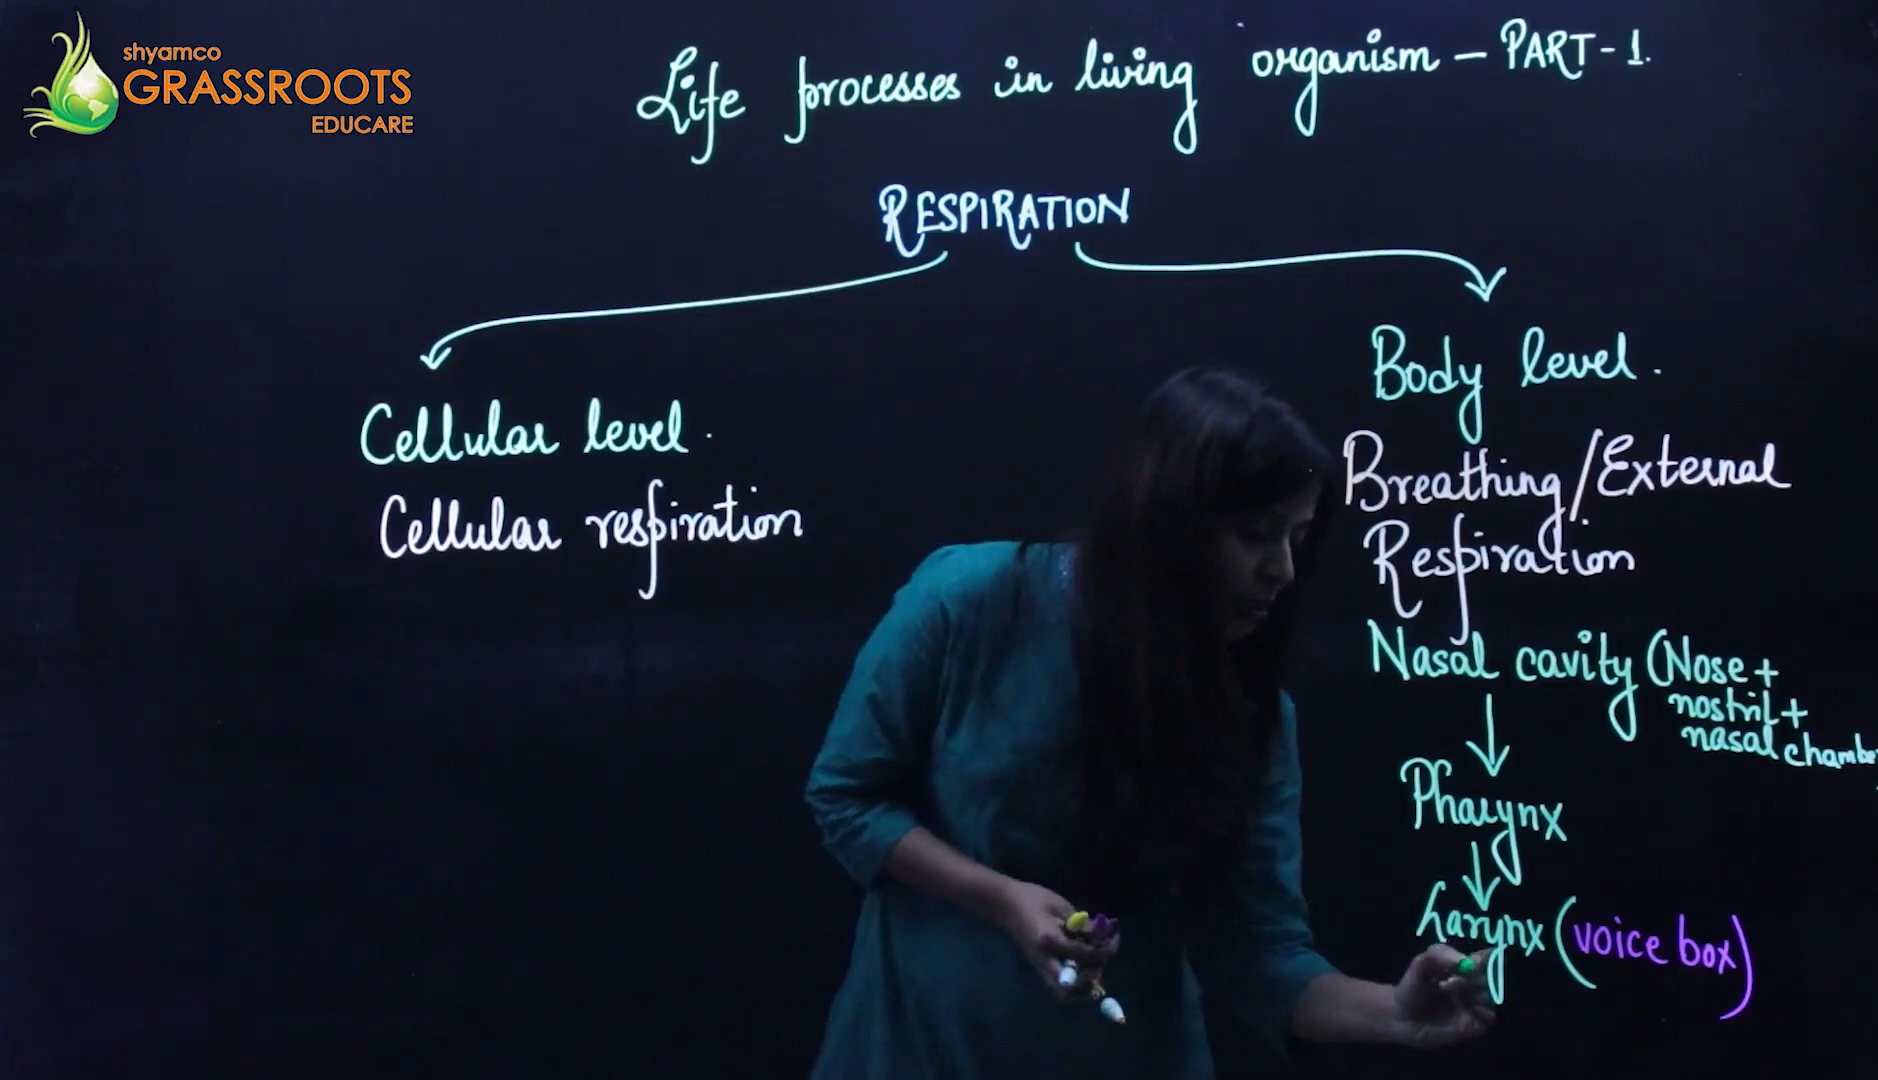 shyamco
GRASSROOTS
EDUCARE
Life processes in living organism – PART-1.
RESPIRATION
Cellular level.
Cellular respiration
Body level.
Breathing/External
Respiration
Nasal cavity (Nose +
nostril +
nasal chambe
Pharynx
Larynx (voice box)